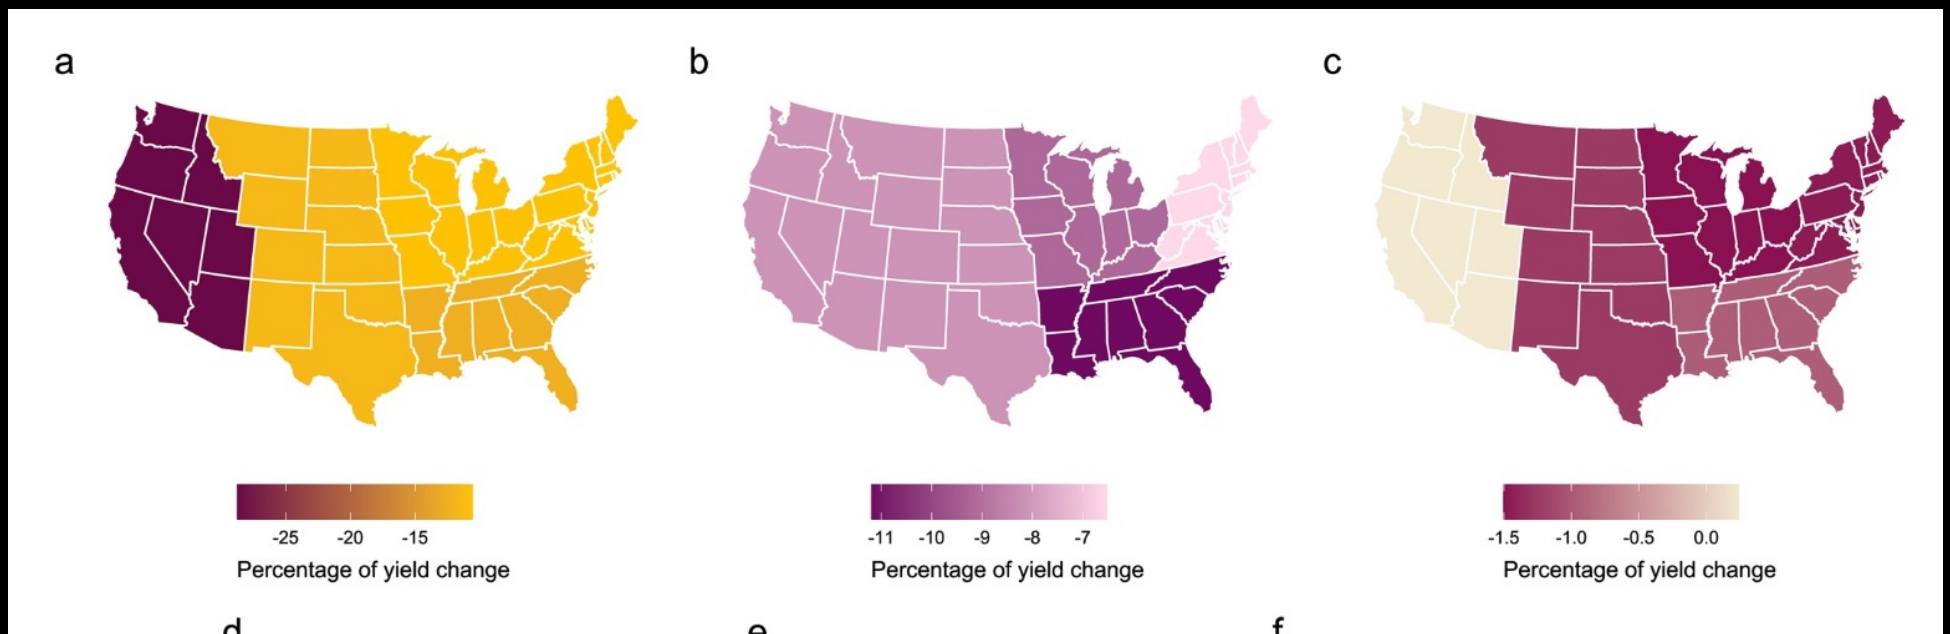 a b c
-25 -20 -15
Percentage of yield change
-11 -10 -9 -8 -7
Percentage of yield change
-1.5 -1.0 -0.5 0.0
Percentage of yield change
d e f